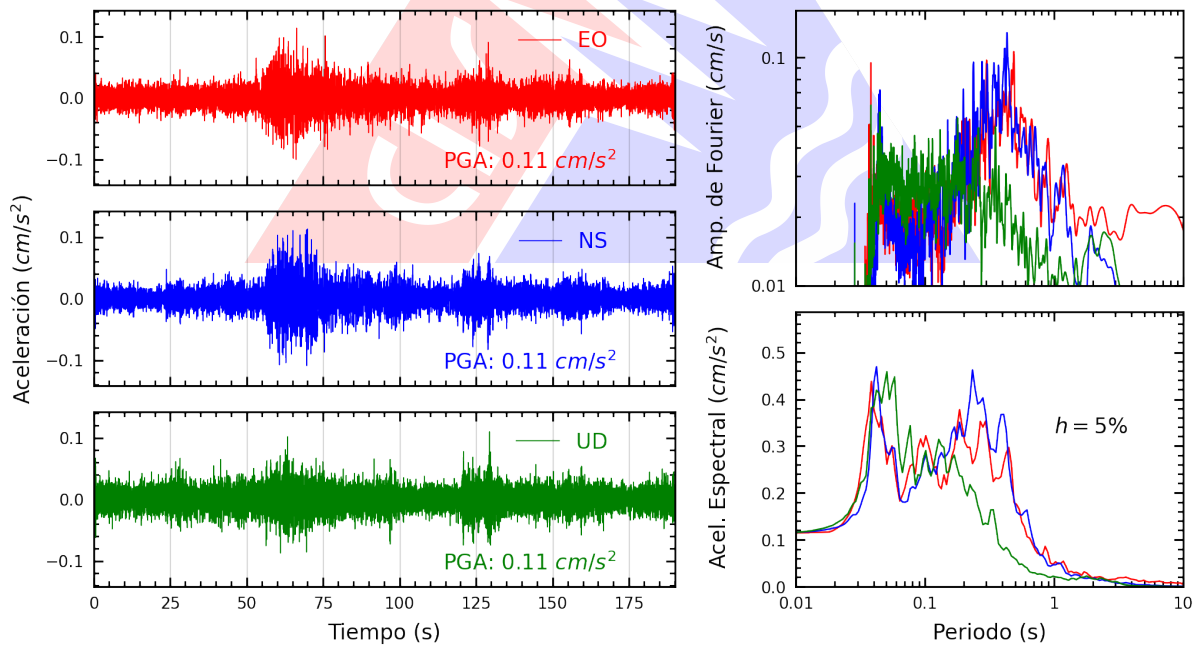 Aceleración (cm/s²)
0.1
0.0
−0.1
EO
PGA: 0.11 cm/s²
0.1
0.0
−0.1
NS
PGA: 0.11 cm/s²
0.1
0.0
−0.1
UD
PGA: 0.11 cm/s²
0 25 50 75 100 125 150 175
Tiempo (s)
Amp. de Fourier (cm/s)
0.1
0.01
Acel. Espectral (cm/s²)
0.5
0.4
0.3
0.2
0.1
0.0
h = 5%
0.01 0.1 1 10
Periodo (s)